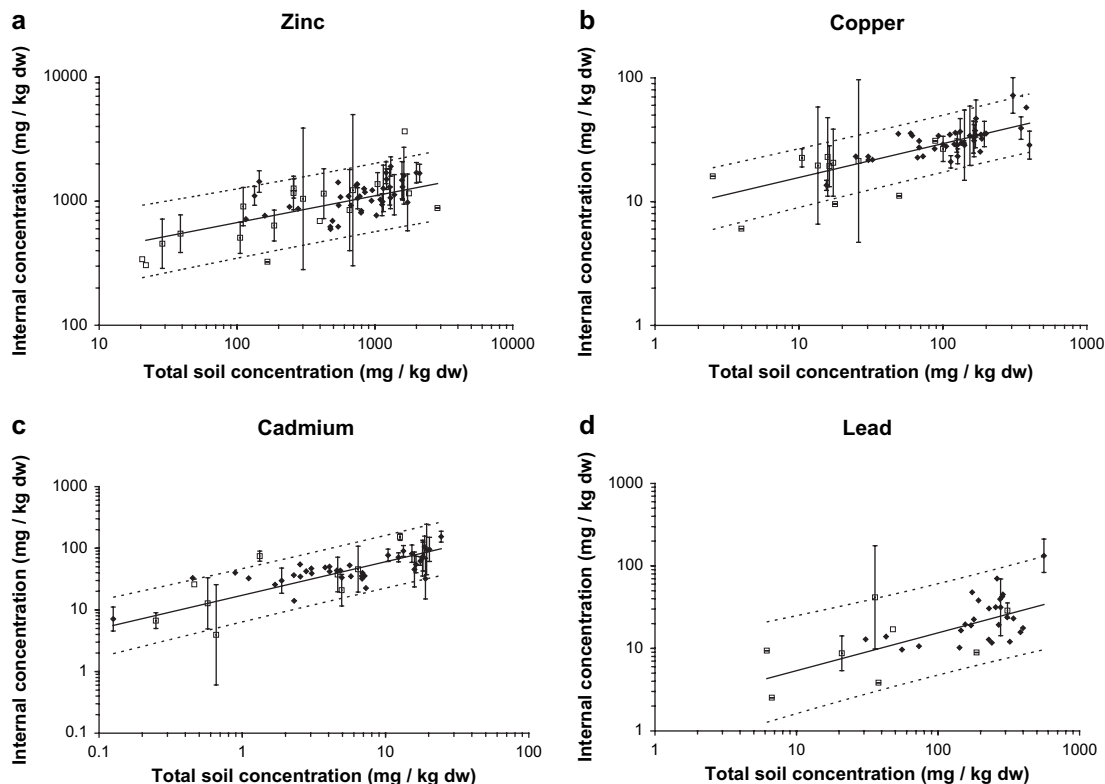 a
Zinc
Internal concentration (mg / kg dw)
10000
1000
100
10
100
1000
10000
Total soil concentration (mg / kg dw)
b
Copper
Internal concentration (mg / kg dw)
100
10
1
1
10
100
1000
Total soil concentration (mg / kg dw)
c
Cadmium
Internal concentration (mg / kg dw)
1000
100
10
1
0.1
0.1
1
10
100
Total soil concentration (mg / kg dw)
d
Lead
Internal concentration (mg / kg dw)
1000
100
10
1
1
10
100
1000
Total soil concentration (mg / kg dw)